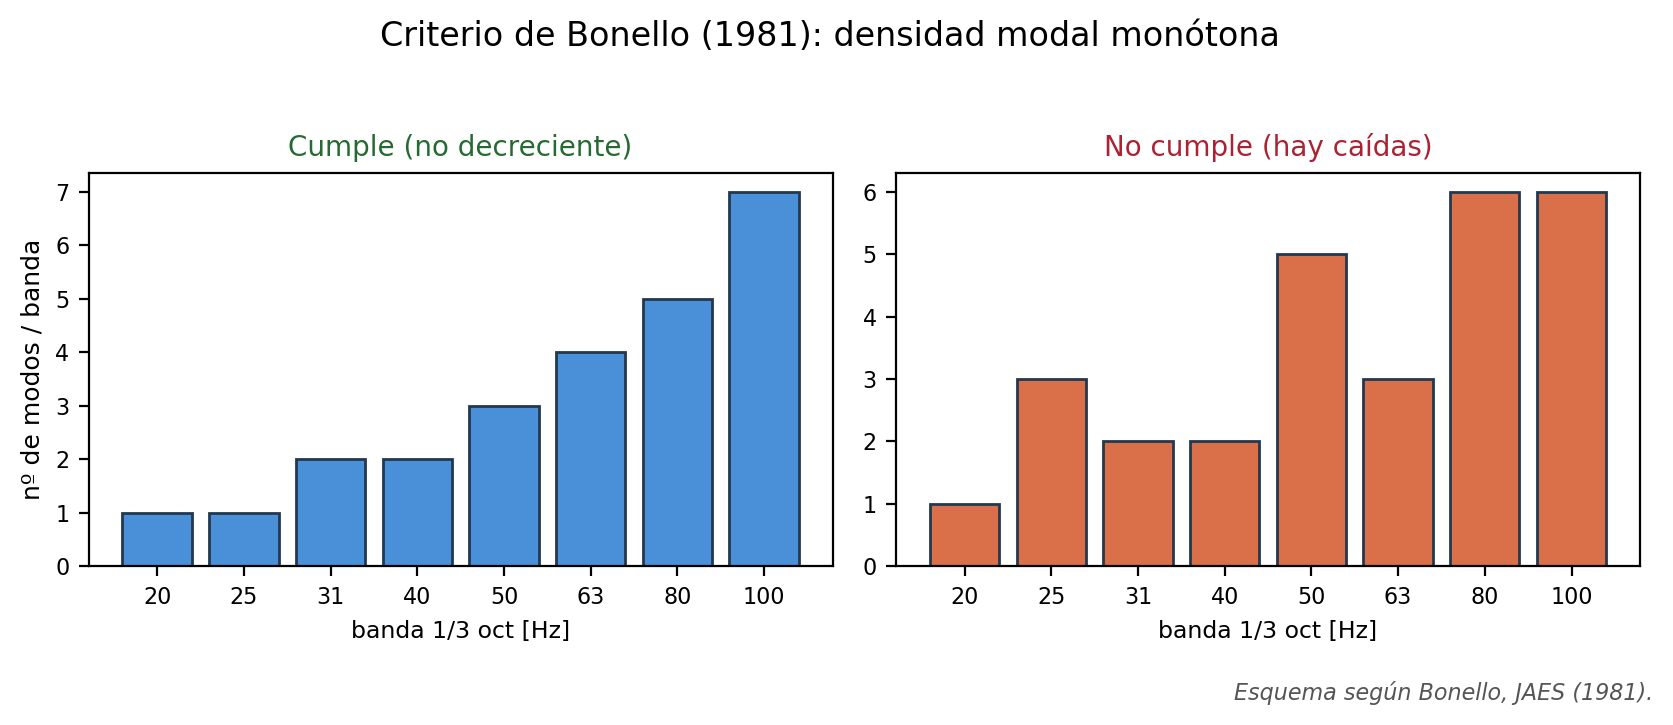 Criterio de Bonello (1981): densidad modal monótona
Cumple (no decreciente)
nº de modos / banda
7
6
5
4
3
2
1
0
20 25 31 40 50 63 80 100
banda 1/3 oct [Hz]
No cumple (hay caídas)
6
5
4
3
2
1
0
20 25 31 40 50 63 80 100
banda 1/3 oct [Hz]
Esquema según Bonello, JAES (1981).